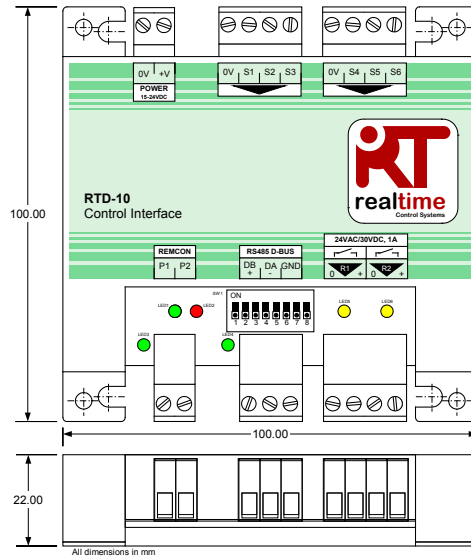 0V +V
POWER
15-24VDC
0V S1 S2 S3
0V S4 S5 S6
RT
realtime
Control Systems
RTD-10
Control Interface
100.00
REMCON
P1 P2
RS485 D-BUS
DB + DA - GND
24VAC/30VDC, 1A
R1 R2
0 + 0 +
SW1
ON
1 2 3 4 5 6 7 8
LED1 LED2
LED5 LED6
LED3 LED4
100.00
22.00
All dimensions in mm